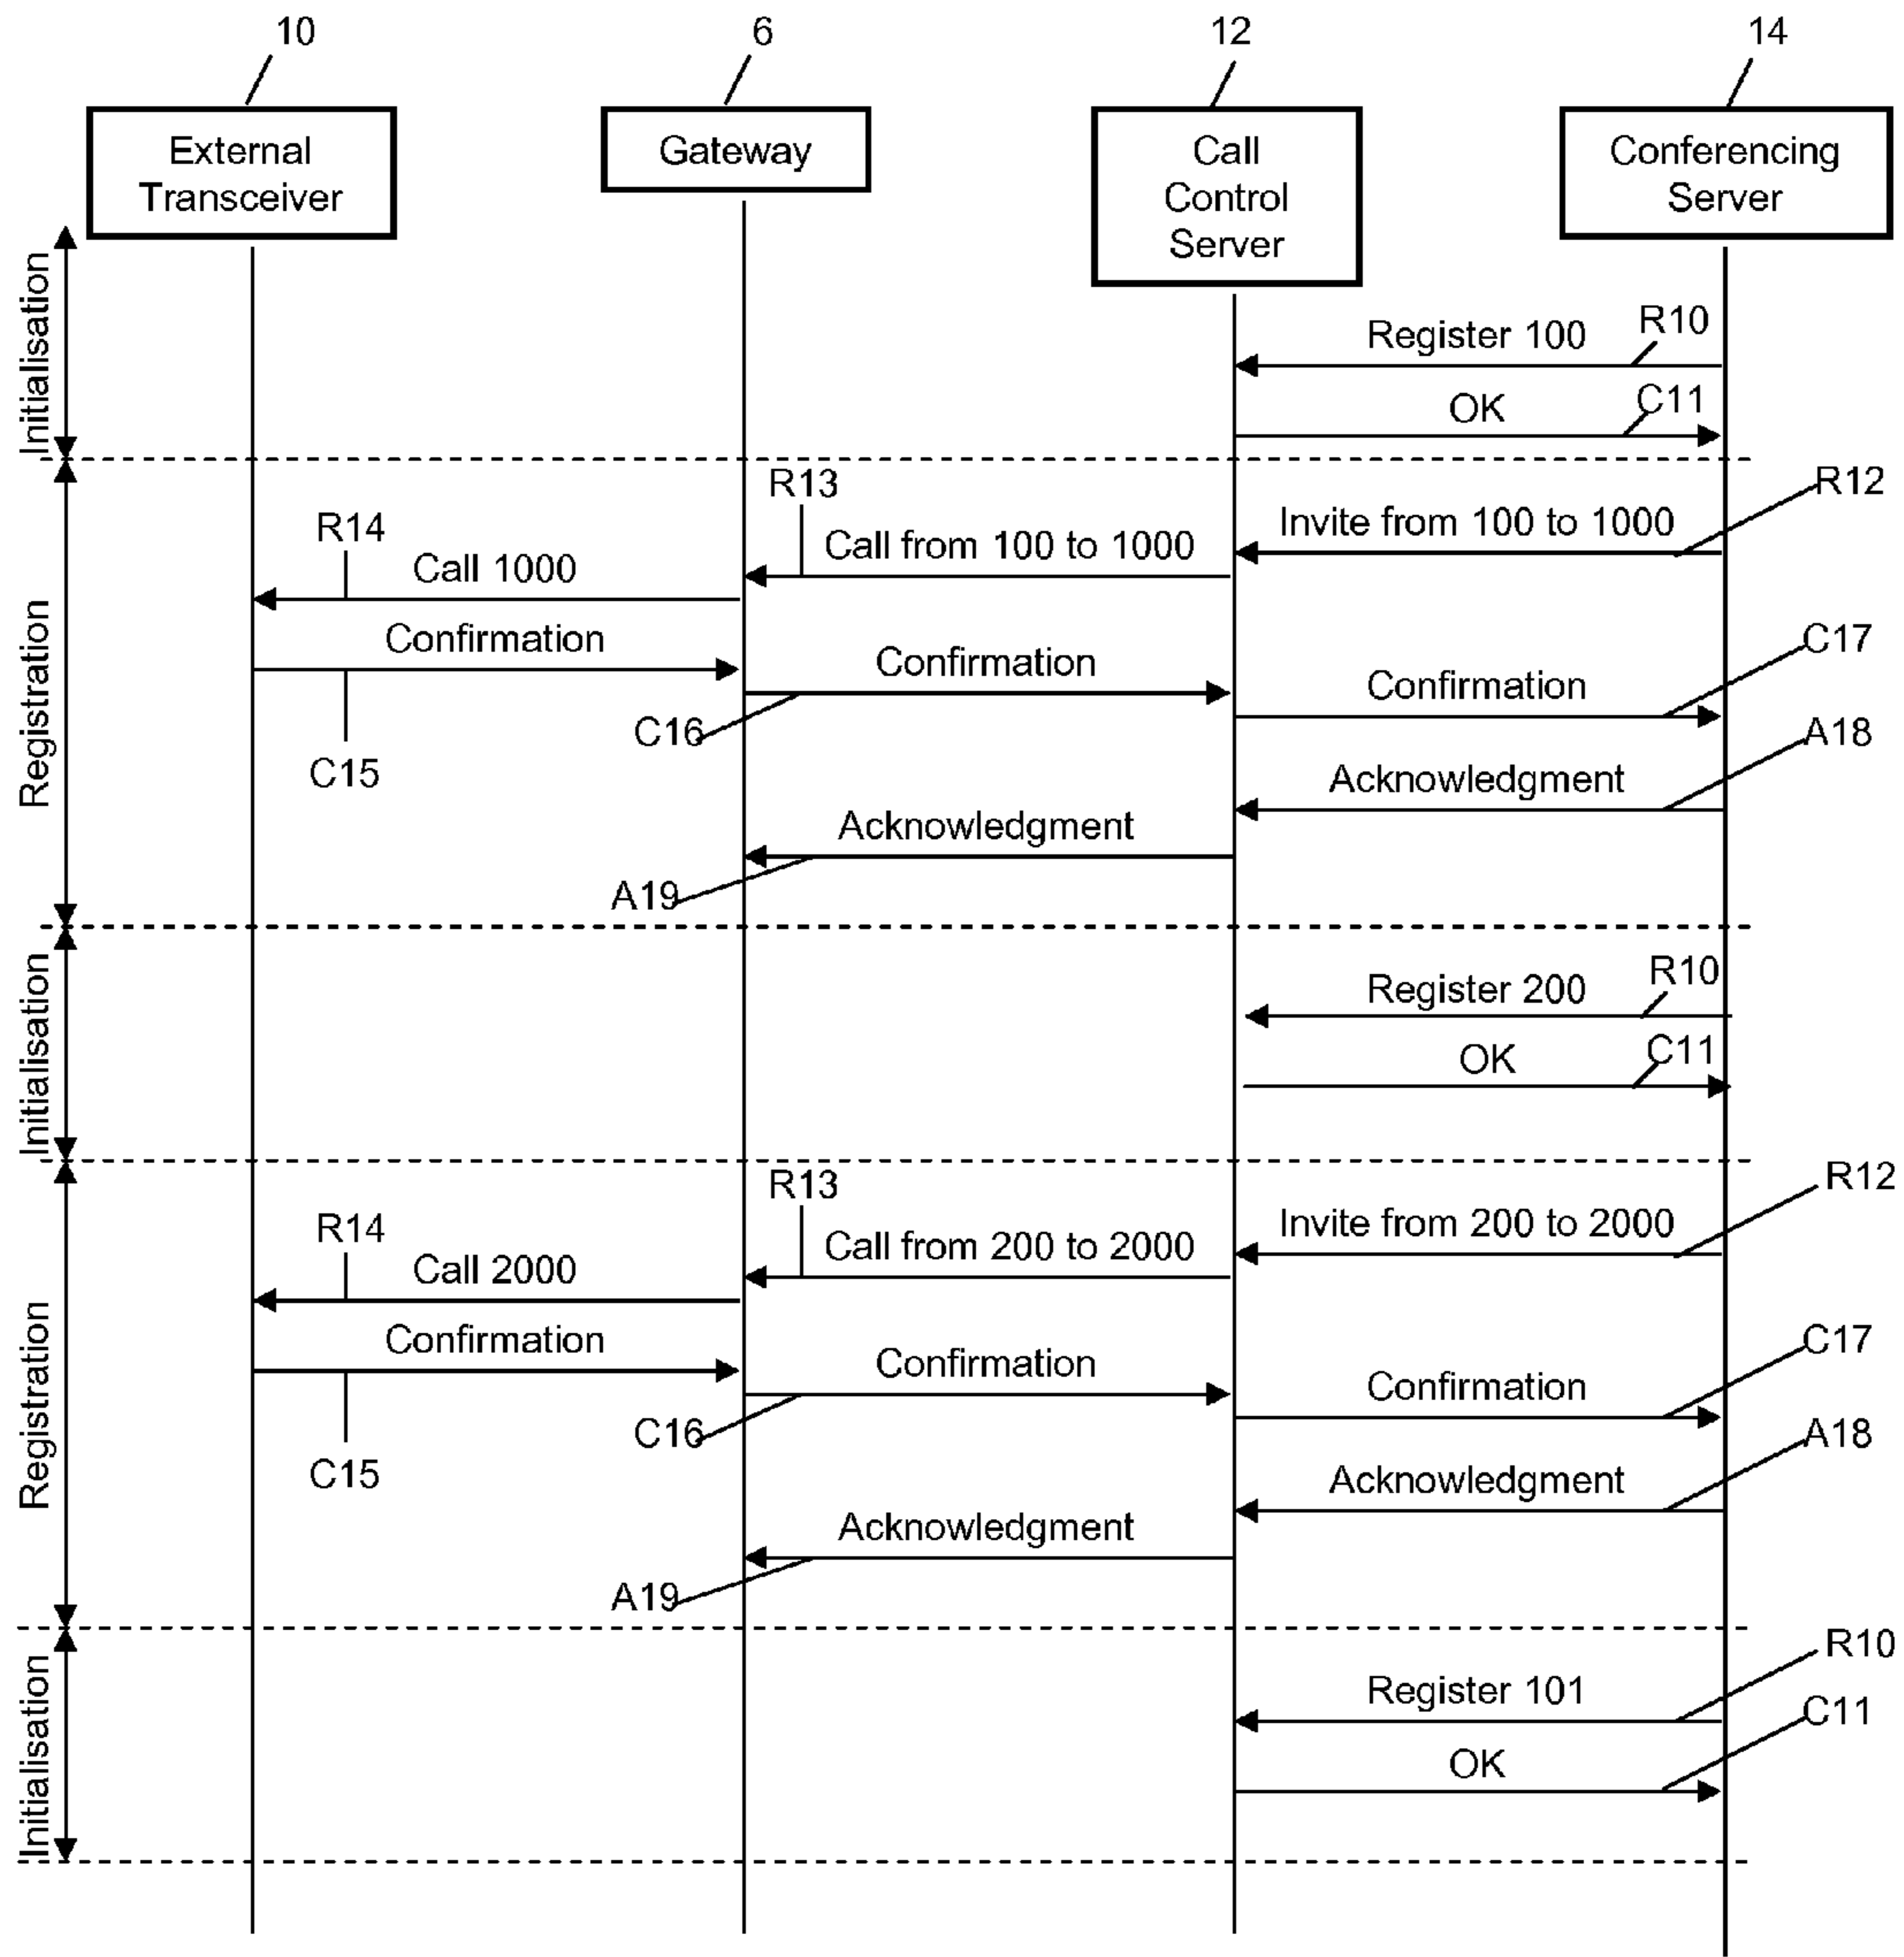 10
6
12
14
External
Transceiver
Gateway
Call
Control
Server
Conferencing
Server
Initialisation
Register 100
R10
OK
C11
Registration
R12
Invite from 100 to 1000
R13
Call from 100 to 1000
R14
Call 1000
Confirmation
C15
Confirmation
C16
Confirmation
C17
A18
Acknowledgment
Acknowledgment
A19
Initialisation
Register 200
R10
OK
C11
Registration
R12
Invite from 200 to 2000
R13
Call from 200 to 2000
R14
Call 2000
Confirmation
C15
Confirmation
C16
Confirmation
C17
A18
Acknowledgment
Acknowledgment
A19
Initialisation
R10
Register 101
C11
OK